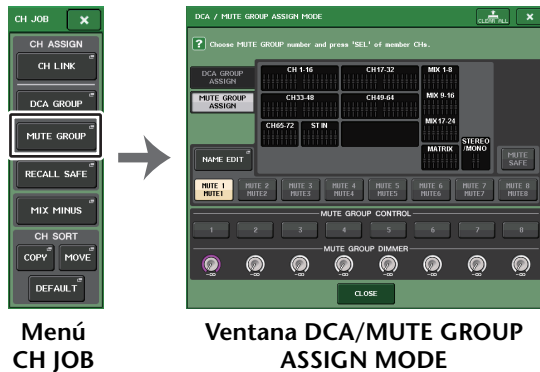 CH JOB
CH ASSIGN
CH LINK
DCA GROUP
MUTE GROUP
RECALL SAFE
MIX MINUS
CH SORT
COPY MOVE
DEFAULT
DCA / MUTE GROUP ASSIGN MODE
CLEAR ALL
? Choose MUTE GROUP number and press 'SEL' of member CHs.
DCA GROUP
ASSIGN
MUTE GROUP
ASSIGN
CH 1-16 CH17-32 MIX 1-8
CH33-48 CH49-64 MIX 9-16
CH65-72 ST IN MIX17-24
MATRIX STEREO
/MONO
NAME EDIT
MUTE
SAFE
MUTE 1 MUTE 2 MUTE 3 MUTE 4 MUTE 5 MUTE 6 MUTE 7 MUTE 8
MUTE1 MUTE2 MUTE3 MUTE4 MUTE5 MUTE6 MUTE7 MUTE8
MUTE GROUP CONTROL
1 2 3 4 5 6 7 8
MUTE GROUP DIMMER
-∞ -∞ -∞ -∞ -∞ -∞ -∞ -∞
CLOSE
Menú
CH JOB
Ventana DCA/MUTE GROUP
ASSIGN MODE